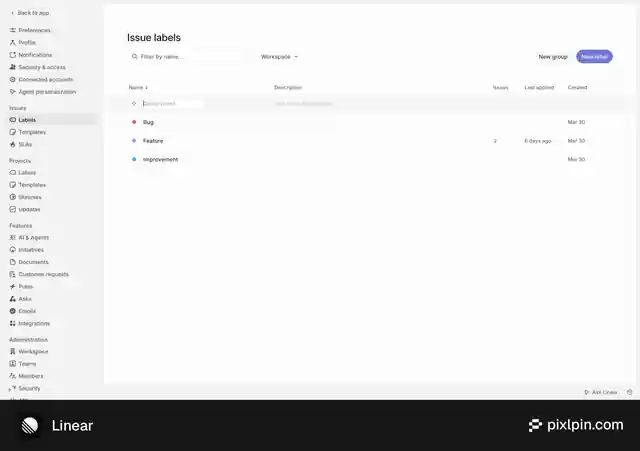 Back to app
Preferences
Profile
Notifications
Security & access
Connected accounts
Agent personalization
Issues
Labels
Templates
SLAs
Projects
Labels
Templates
Statuses
Updates
Features
AI & Agents
Initiatives
Documents
Customer requests
Pulse
Asks
Emojis
Integrations
Administration
Workspace
Teams
Members
Security
Issue labels
Filter by name...
Workspace
New group
New label
Name ↓ Description Issues Last applied Created
Bug Mar 30
Feature 2 6 days ago Mar 30
Improvement Mar 30
Ask Linear
Linear
pixlpin.com